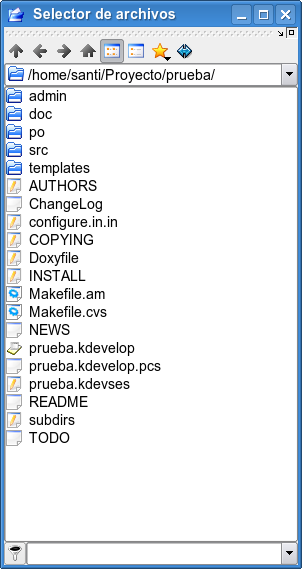 Selector de archivos
/home/santi/Proyecto/prueba/
admin
doc
po
src
templates
AUTHORS
ChangeLog
configure.in.in
COPYING
Doxyfile
INSTALL
Makefile.am
Makefile.cvs
NEWS
prueba.kdevelop
prueba.kdevelop.pcs
prueba.kdevses
README
subdirs
TODO